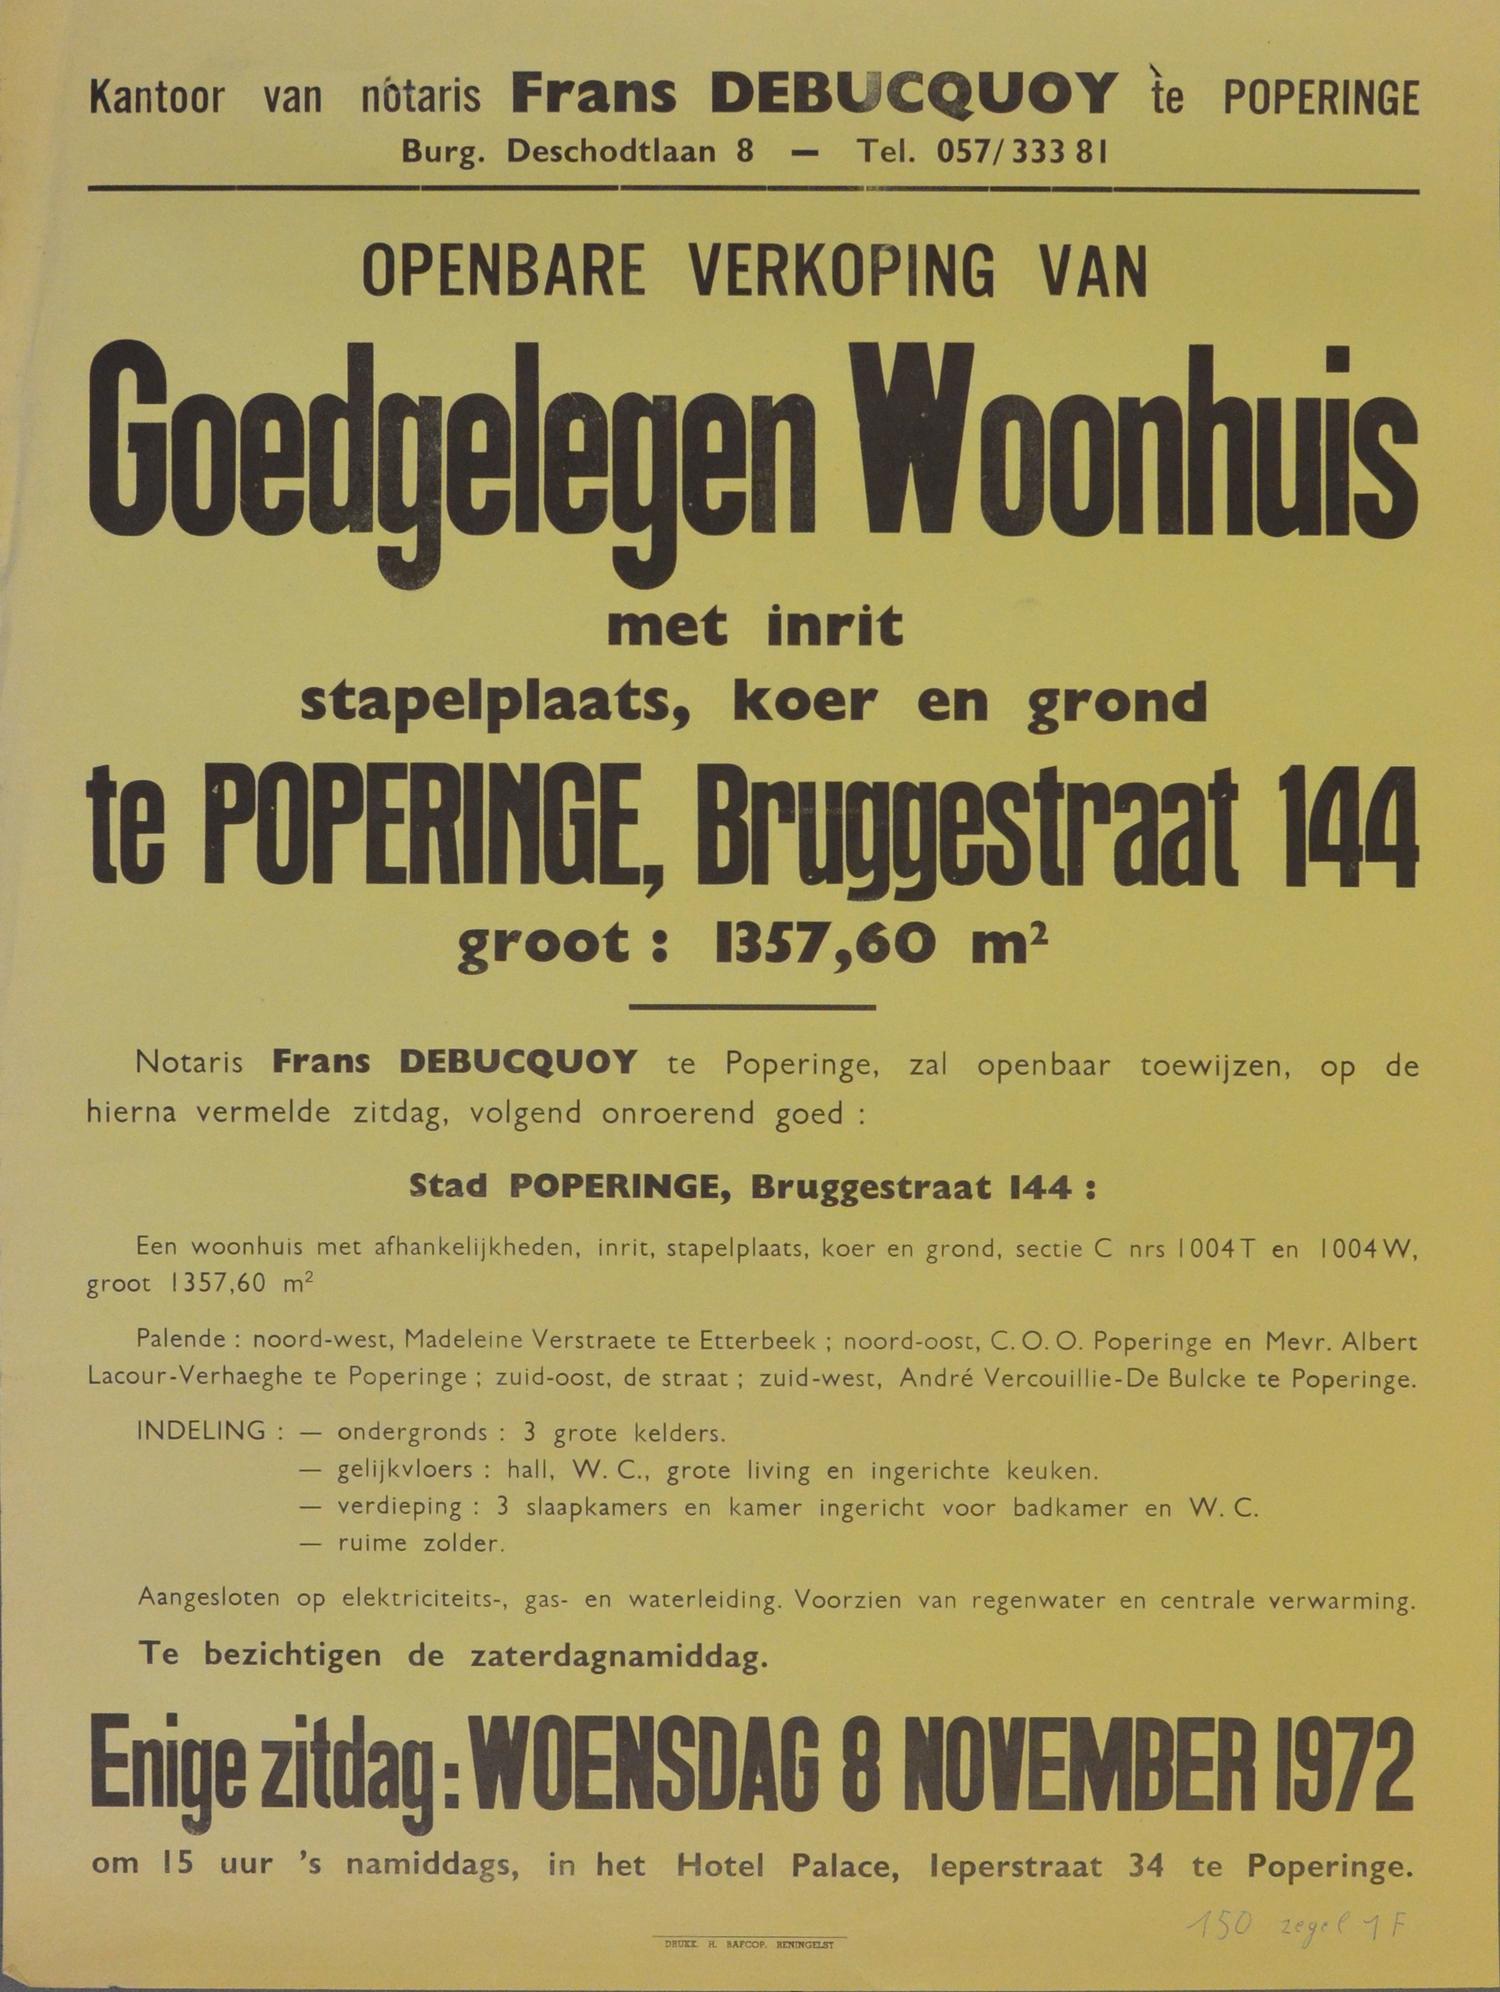 Kantoor van notaris Frans DEBUCQUOY te POPERINGE
Burg. Deschodtlaan 8 — Tel. 057/333 81
OPENBARE VERKOPING VAN
Goedgelegen Woonhuis
met inrit
stapelplaats, koer en grond
te POPERINGE, Bruggestraat 144
groot : 1357,60 m²
Notaris Frans DEBUCQUOY te Poperinge, zal openbaar toewijzen, op de
hierna vermelde zitdag, volgend onroerend goed :
Stad POPERINGE, Bruggestraat 144 :
Een woonhuis met afhankelijkheden, inrit, stapelplaats, koer en grond, sectie C nrs 1004T en 1004W,
groot 1357,60 m²
Palende : noord-west, Madeleine Verstraete te Etterbeek ; noord-oost, C.O.O. Poperinge en Mevr. Albert
Lacour-Verhaeghe te Poperinge ; zuid-oost, de straat ; zuid-west, André Vercouillie-De Bulcke te Poperinge.
INDELING : — ondergronds : 3 grote kelders.
— gelijkvloers : hall, W.C., grote living en ingerichte keuken.
— verdieping : 3 slaapkamers en kamer ingericht voor badkamer en W.C.
— ruime zolder.
Aangesloten op elektriciteits-, gas- en waterleiding. Voorzien van regenwater en centrale verwarming.
Te bezichtigen de zaterdagnamiddag.
Enige zitdag : WOENSDAG 8 NOVEMBER 1972
om 15 uur 's namiddags, in het Hotel Palace, Ieperstraat 34 te Poperinge.
150 zegel 1 F
DRUKK. H. BAFCOP. RENINGELST